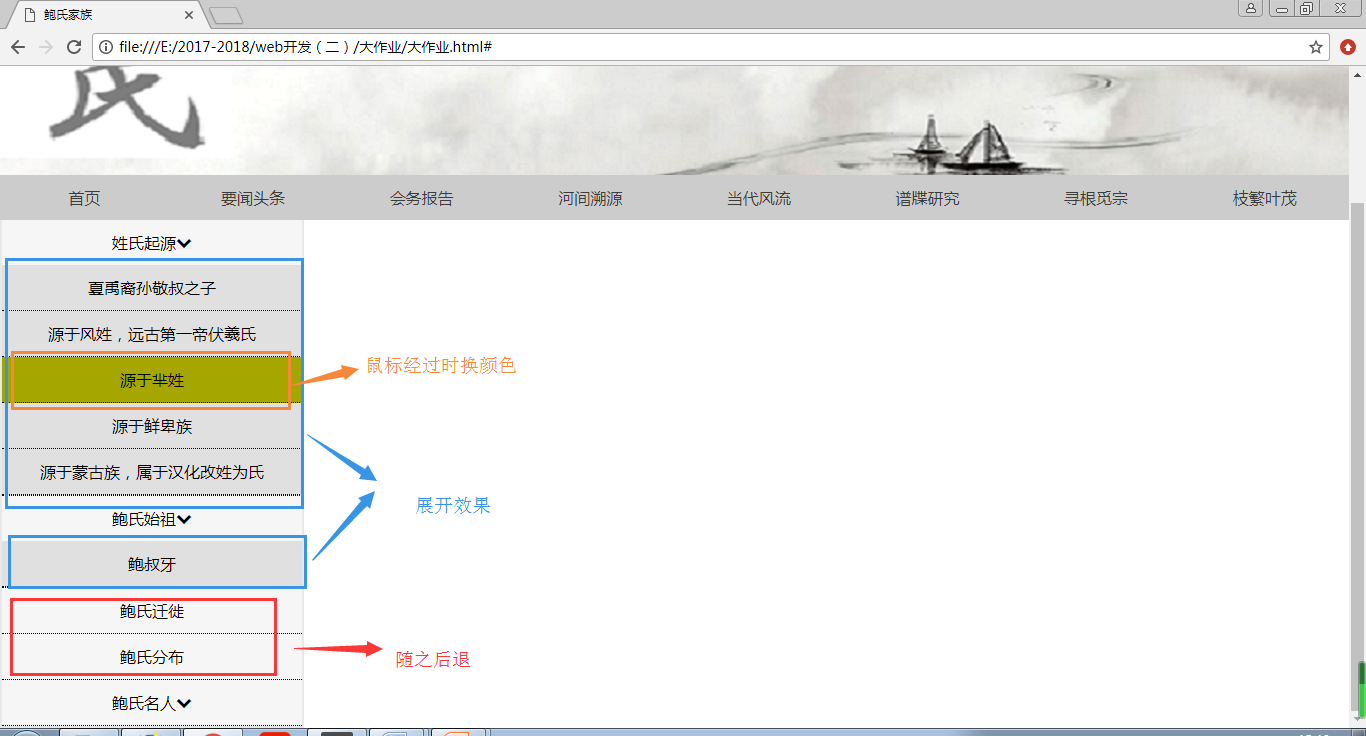 鲍氏家族
file:///E:/2017-2018/web开发（二）/大作业/大作业.html#
氏
首页 要闻头条 会务报告 河间溯源 当代风流 谱牒研究 寻根觅宗 枝繁叶茂
姓氏起源
夏禹裔孙敬叔之子
源于风姓，远古第一帝伏羲氏
源于芈姓
鼠标经过时换颜色
源于鲜卑族
源于蒙古族，属于汉化改姓为氏
展开效果
鲍氏始祖
鲍叔牙
鲍氏迁徙
鲍氏分布
随之后退
鲍氏名人